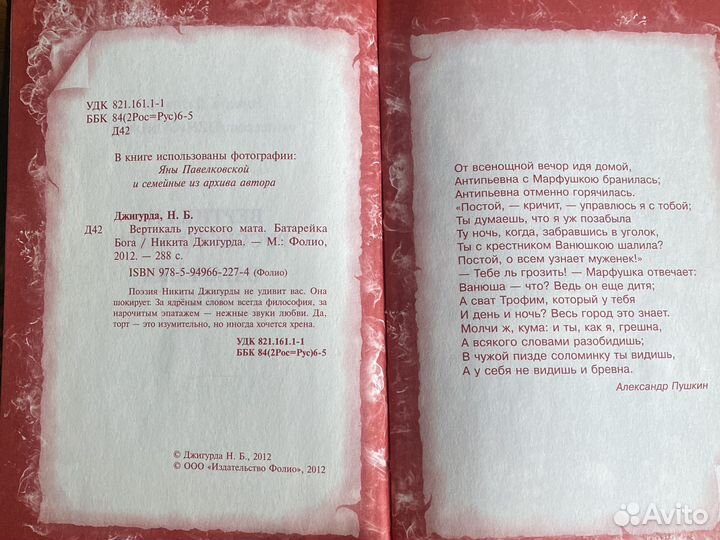 УДК 821.161.1-1
ББК 84(2Рос=Рус)6-5
Д42
В книге использованы фотографии:
Яны Павелковской
и семейные из архива автора
Джигурда, Н. Б.
Д42 Вертикаль русского мата. Батарейка
Бога / Никита Джигурда. — М.: Фолио,
2012. — 288 с.
ISBN 978-5-94966-227-4 (Фолио)
Поэзия Никиты Джигурды не удивит вас. Она
шокирует. За ядрёным словом всегда философия, за
нарочитым эпатажем — нежные звуки любви. Да,
торт — это изумительно, но иногда хочется хрена.
УДК 821.161.1-1
ББК 84(2Рос=Рус)6-5
© Джигурда Н. Б., 2012
© ООО «Издательство Фолио», 2012
От всенощной вечор идя домой,
Антипьевна с Марфушкою бранилась;
Антипьевна отменно горячилась.
«Постой, — кричит, — управлюсь я с тобой;
Ты думаешь, что я уж позабыла
Ту ночь, когда, забравшись в уголок,
Ты с крестником Ванюшкою шалила?
Постой, о всем узнает муженек!»
— Тебе ль грозить! — Марфушка отвечает:
Ванюша — что? Ведь он еще дитя;
А сват Трофим, который у тебя
И день и ночь? Весь город это знает.
Молчи ж, кума: и ты, как я, грешна,
А всякого словами разобидишь;
В чужой пизде соломинку ты видишь,
А у себя не видишь и бревна.
Александр Пушкин
Avito